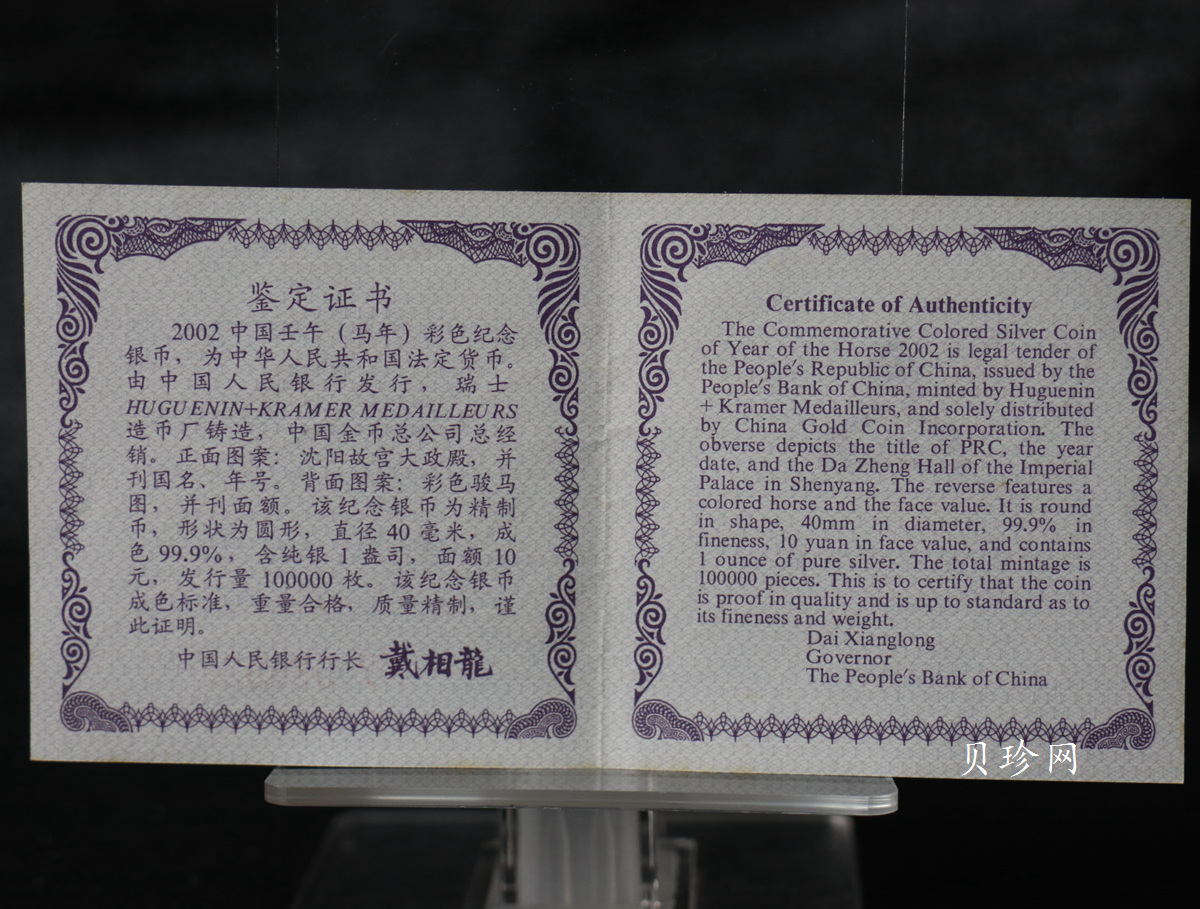 鉴定证书
2002 中国壬午（马年）彩色纪念
银币，为中华人民共和国法定货币。
由中国人民银行发行，瑞士
HUGUENIN+KRAMER MEDAILLEURS
造币厂铸造，中国金币总公司总经
销。正面图案：沈阳故宫大政殿，并
刊国名、年号。背面图案：彩色骏马
图，并刊面额。该纪念银币为精制
币，形状为圆形，直径 40 毫米，成
色 99.9%，含纯银 1 盎司，面额 10
元，发行量 100000 枚。该纪念银币
成色标准，重量合格，质量精制，谨
此证明。
中国人民银行行长 戴相龍
Certificate of Authenticity
The Commemorative Colored Silver Coin
of Year of the Horse 2002 is legal tender of
the People's Republic of China, issued by the
People's Bank of China, minted by Huguenin
+ Kramer Medailleurs, and solely distributed
by China Gold Coin Incorporation. The
obverse depicts the title of PRC, the year
date, and the Da Zheng Hall of the Imperial
Palace in Shenyang. The reverse features a
colored horse and the face value. It is round
in shape, 40mm in diameter, 99.9% in
fineness, 10 yuan in face value, and contains
1 ounce of pure silver. The total mintage is
100000 pieces. This is to certify that the coin
is proof in quality and is up to standard as to
its fineness and weight.
Dai Xianglong
Governor
The People's Bank of China
贝珍网